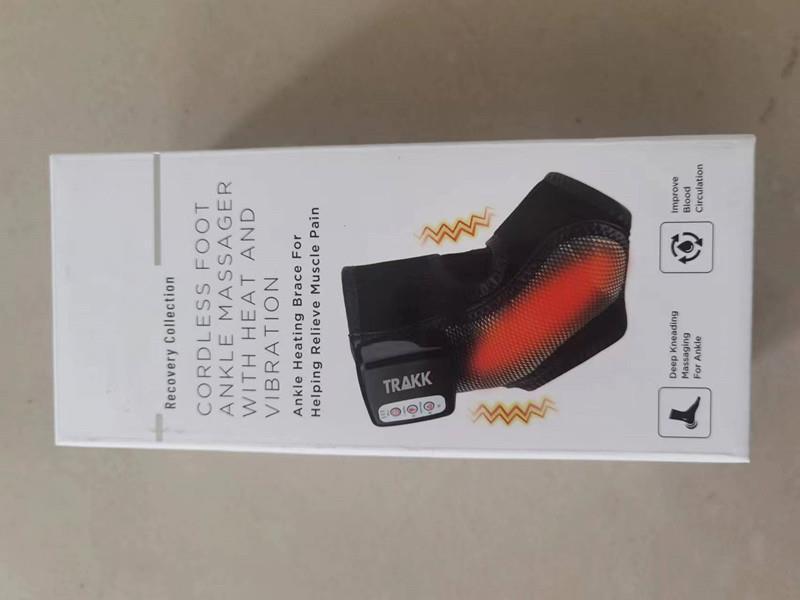 Recovery Collection
CORDLESS FOOT
ANKLE MASSAGER
WITH HEAT AND
VIBRATION
Ankle Heating Brace For
Helping Relieve Muscle Pain
TRAKK
Deep Kneading
Massaging
For Ankle
Improve
Blood
Circulation